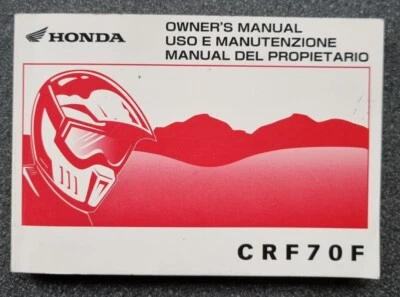 HONDA
OWNER'S MANUAL
USO E MANUTENZIONE
MANUAL DEL PROPIETARIO
CRF70F